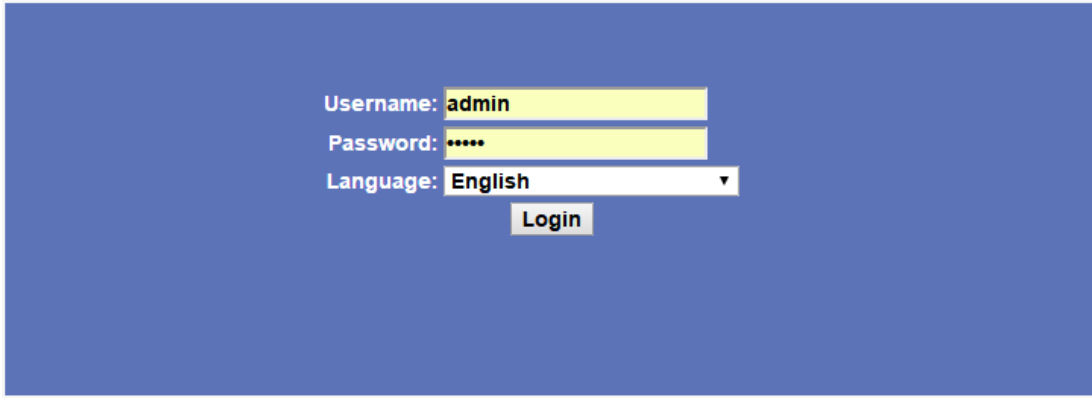 Username: admin
Password: •••••
Language: English
Login